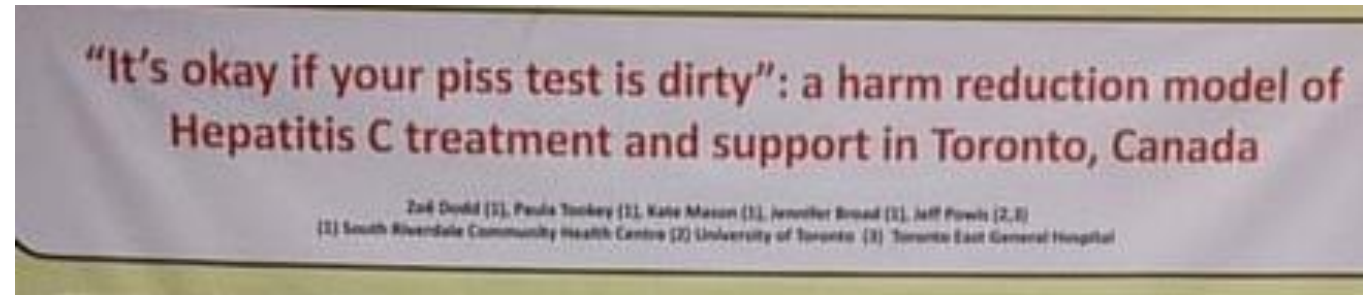 "It's okay if your piss test is dirty": a harm reduction model of
Hepatitis C treatment and support in Toronto, Canada
Zoë Dodd (1), Paula Tookey (1), Kate Mason (1), Jennifer Broad (1), Jeff Powis (2,3)
(1) South Riverdale Community Health Centre (2) University of Toronto (3) Toronto East General Hospital